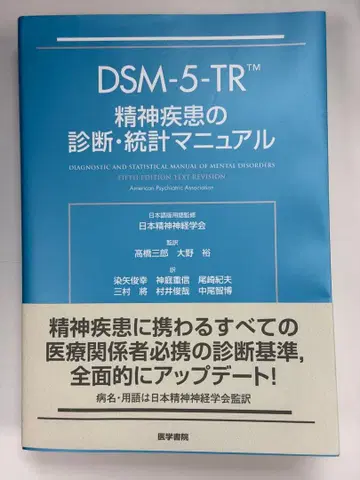 DSM-5-TR™
精神疾患の
診断・統計マニュアル
DIAGNOSTIC AND STATISTICAL MANUAL OF MENTAL DISORDERS
FIFTH EDITION TEXT REVISION
American Psychiatric Association
日本語版用語監修
日本精神神経学会
監訳
髙橋三郎 大野 裕
訳
染矢俊幸 神庭重信 尾崎紀夫
三村 將 村井俊哉 中尾智博
精神疾患に携わるすべての
医療関係者必携の診断基準,
全面的にアップデート!
病名・用語は日本精神神経学会監訳
医学書院